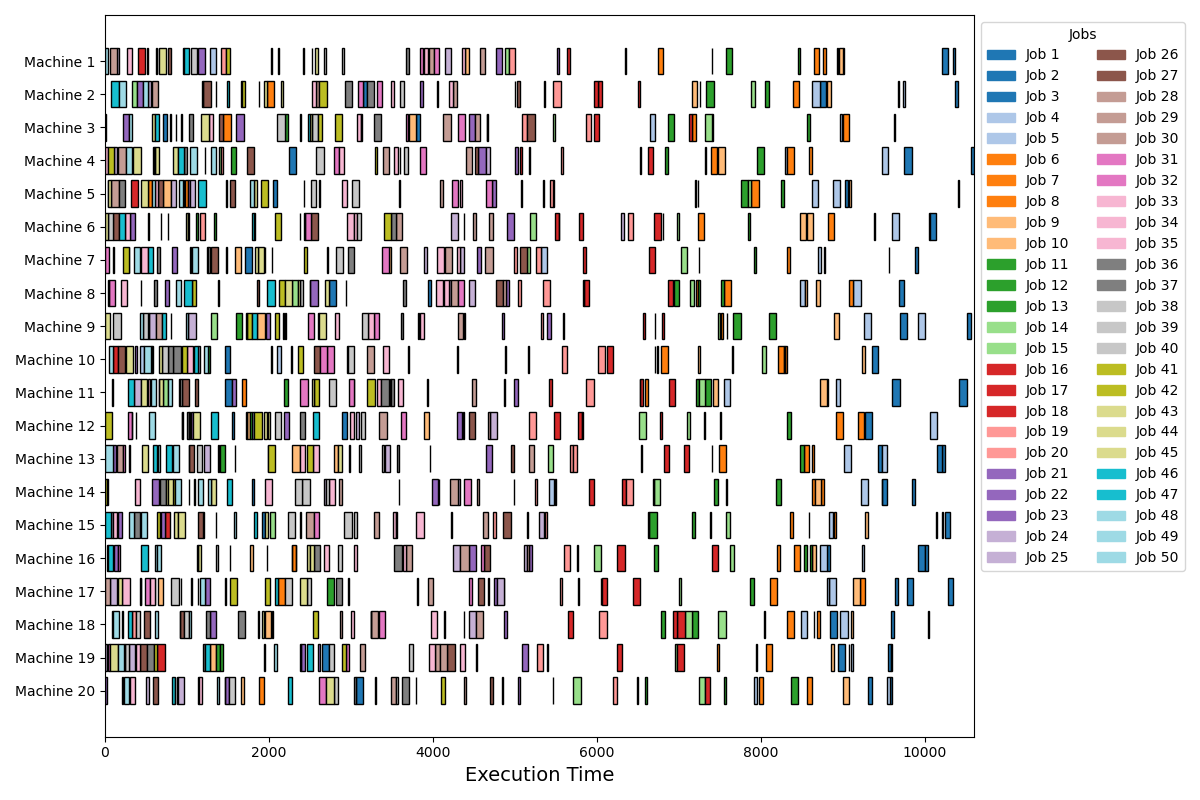 Machine 1
Machine 2
Machine 3
Machine 4
Machine 5
Machine 6
Machine 7
Machine 8
Machine 9
Machine 10
Machine 11
Machine 12
Machine 13
Machine 14
Machine 15
Machine 16
Machine 17
Machine 18
Machine 19
Machine 20
0 2000 4000 6000 8000 10000
Execution Time
Jobs
Job 1
Job 2
Job 3
Job 4
Job 5
Job 6
Job 7
Job 8
Job 9
Job 10
Job 11
Job 12
Job 13
Job 14
Job 15
Job 16
Job 17
Job 18
Job 19
Job 20
Job 21
Job 22
Job 23
Job 24
Job 25
Job 26
Job 27
Job 28
Job 29
Job 30
Job 31
Job 32
Job 33
Job 34
Job 35
Job 36
Job 37
Job 38
Job 39
Job 40
Job 41
Job 42
Job 43
Job 44
Job 45
Job 46
Job 47
Job 48
Job 49
Job 50